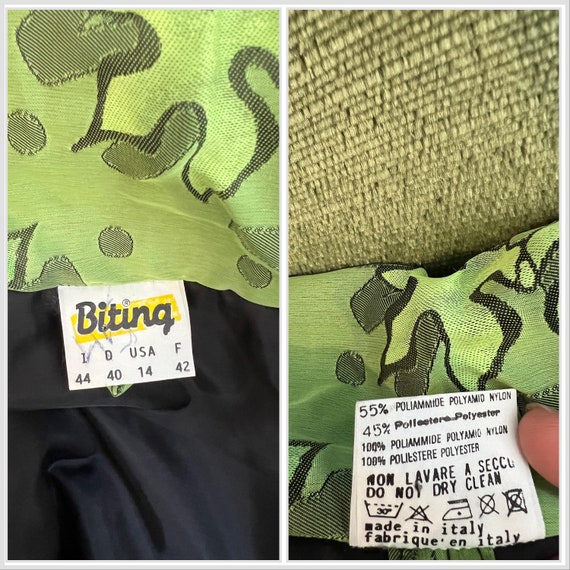 Biting®
I D USA F
44 40 14 42
55% POLIAMMIDE POLYAMID NYLON
45% Poliestere Polyester
100% POLIAMMIDE POLYAMID NYLON
100% POLIESTERE POLYESTER
NON LAVARE A SECCO
DO NOT DRY CLEAN
30°
made in italy
fabrique' en italy